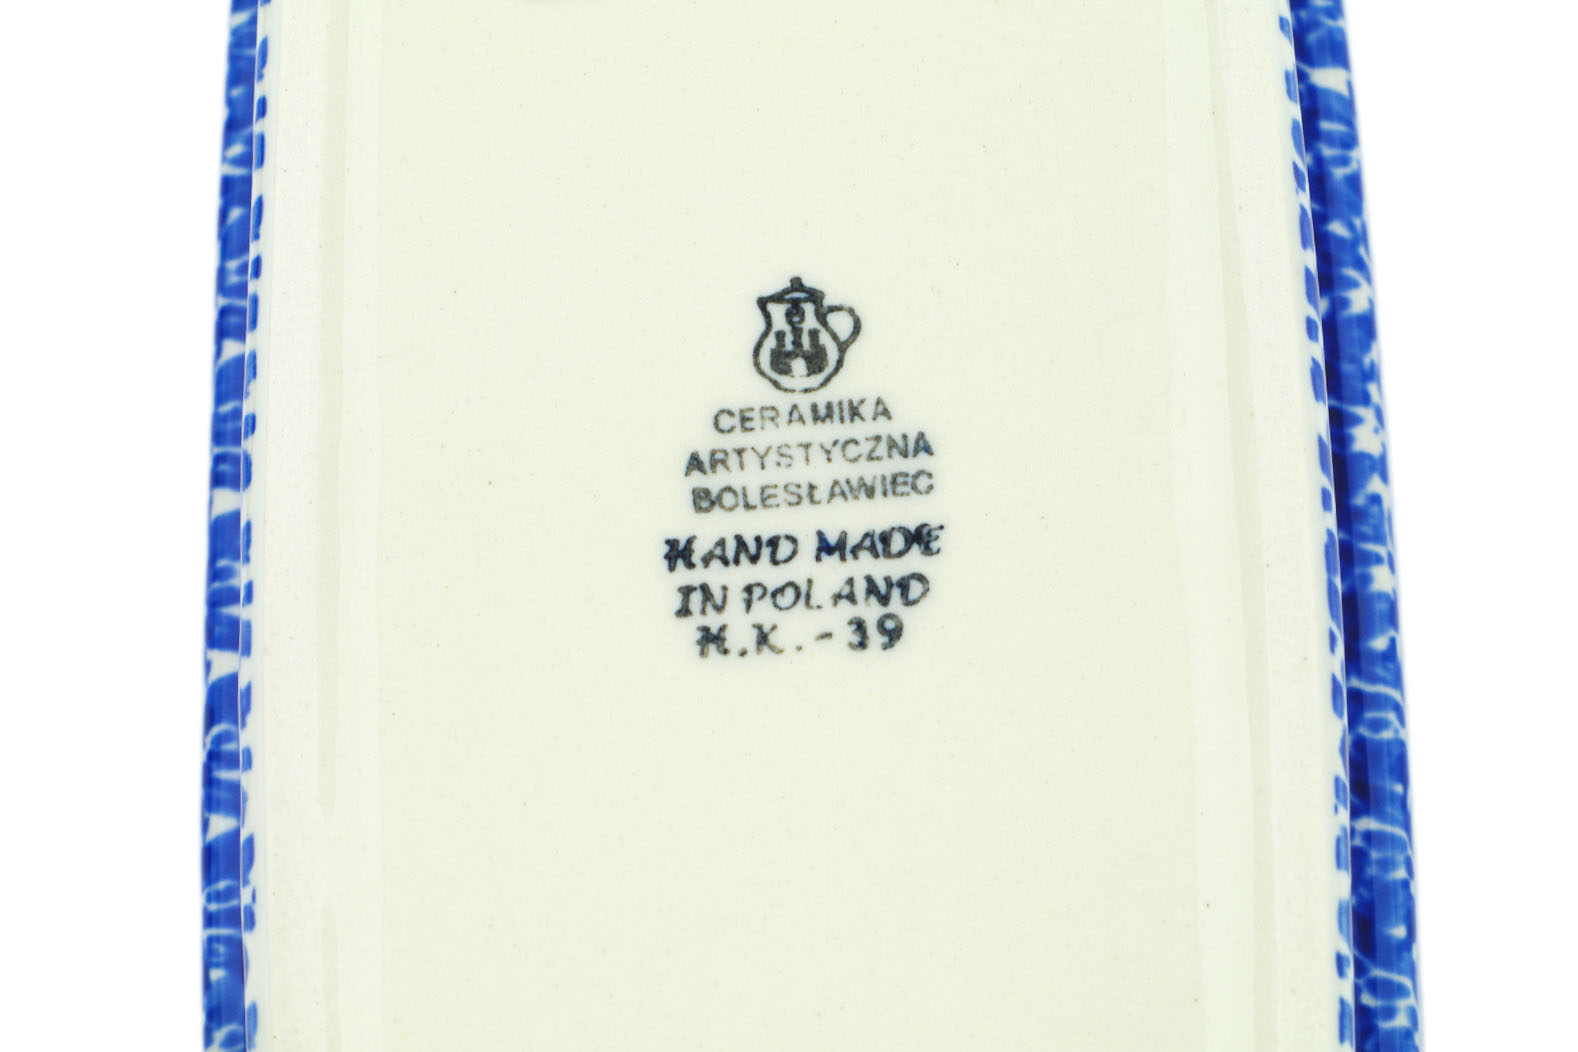 CERAMIKA
ARTYSTYCZNA
BOLESŁAWIEC
HAND MADE
IN POLAND
H.K.-39